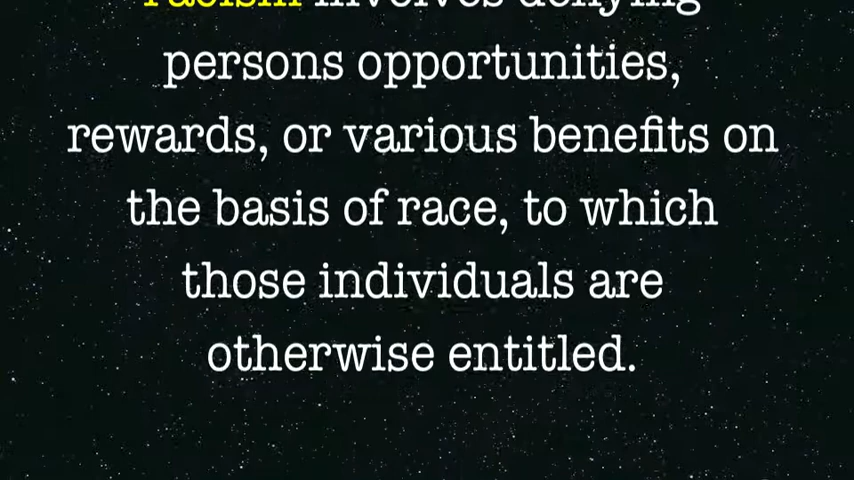 Racism involves denying
persons opportunities,
rewards, or various benefits on
the basis of race, to which
those individuals are
otherwise entitled.